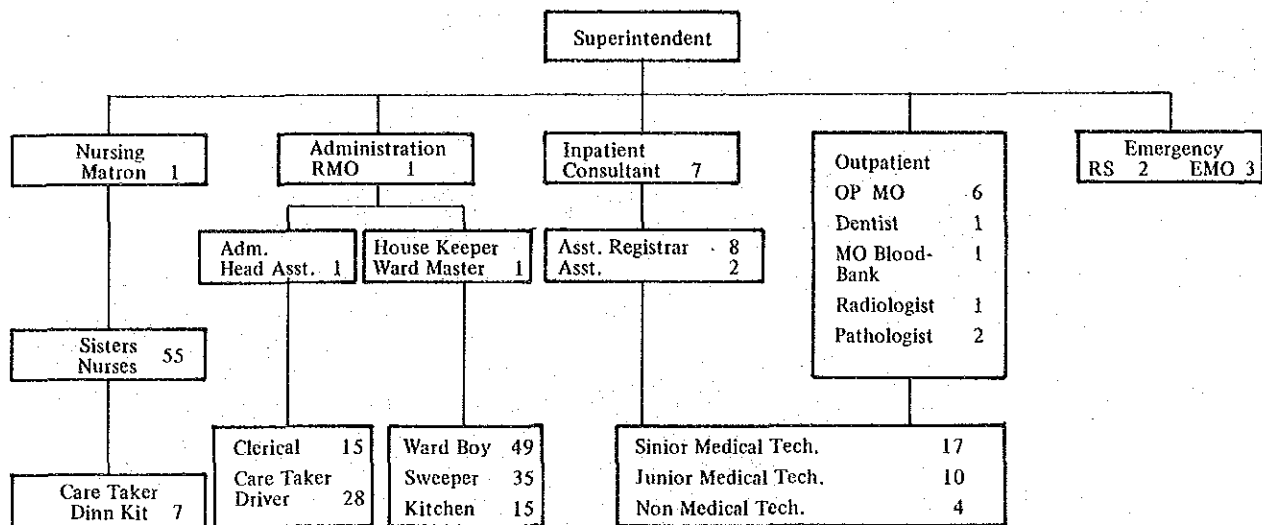 Superintendent
Nursing
Matron 1
Administration
RMO 1
Inpatient
Consultant 7
Outpatient
OP MO 6
Dentist 1
MO Blood- 1
Bank
Radiologist 1
Pathologist 2
Emergency
RS 2 EMO 3
Adm.
Head Asst. 1
House Keeper
Ward Master 1
Asst. Registrar 8
Asst. 2
Sisters
Nurses 55
Care Taker
Dinn Kit 7
Clerical 15
Care Taker
Driver 28
Ward Boy 49
Sweeper 35
Kitchen 15
Sinior Medical Tech. 17
Junior Medical Tech. 10
Non Medical Tech. 4